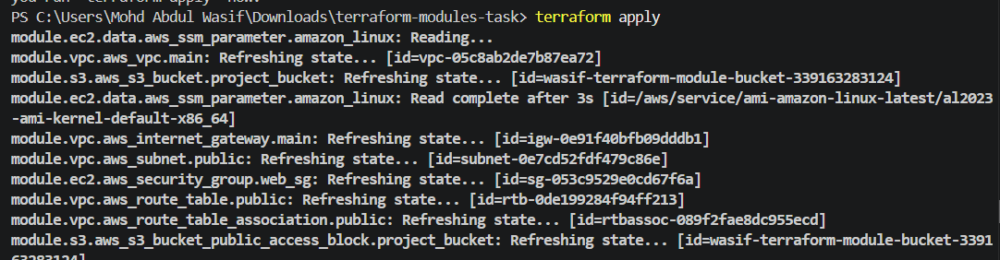 you run "terraform apply" now.
PS C:\Users\Mohd Abdul Wasif\Downloads\terraform-modules-task> terraform apply
module.ec2.data.aws_ssm_parameter.amazon_linux: Reading...
module.vpc.aws_vpc.main: Refreshing state... [id=vpc-05c8ab2de7b87ea72]
module.s3.aws_s3_bucket.project_bucket: Refreshing state... [id=wasif-terraform-module-bucket-339163283124]
module.ec2.data.aws_ssm_parameter.amazon_linux: Read complete after 3s [id=/aws/service/ami-amazon-linux-latest/al2023
-ami-kernel-default-x86_64]
module.vpc.aws_internet_gateway.main: Refreshing state... [id=igw-0e91f40bfb09dddb1]
module.vpc.aws_subnet.public: Refreshing state... [id=subnet-0e7cd52fdf479c86e]
module.ec2.aws_security_group.web_sg: Refreshing state... [id=sg-053c9529e0cd67f6a]
module.vpc.aws_route_table.public: Refreshing state... [id=rtb-0de199284f94ff213]
module.vpc.aws_route_table_association.public: Refreshing state... [id=rtbassoc-089f2fae8dc955ecd]
module.s3.aws_s3_bucket_public_access_block.project_bucket: Refreshing state... [id=wasif-terraform-module-bucket-3391
63283124]